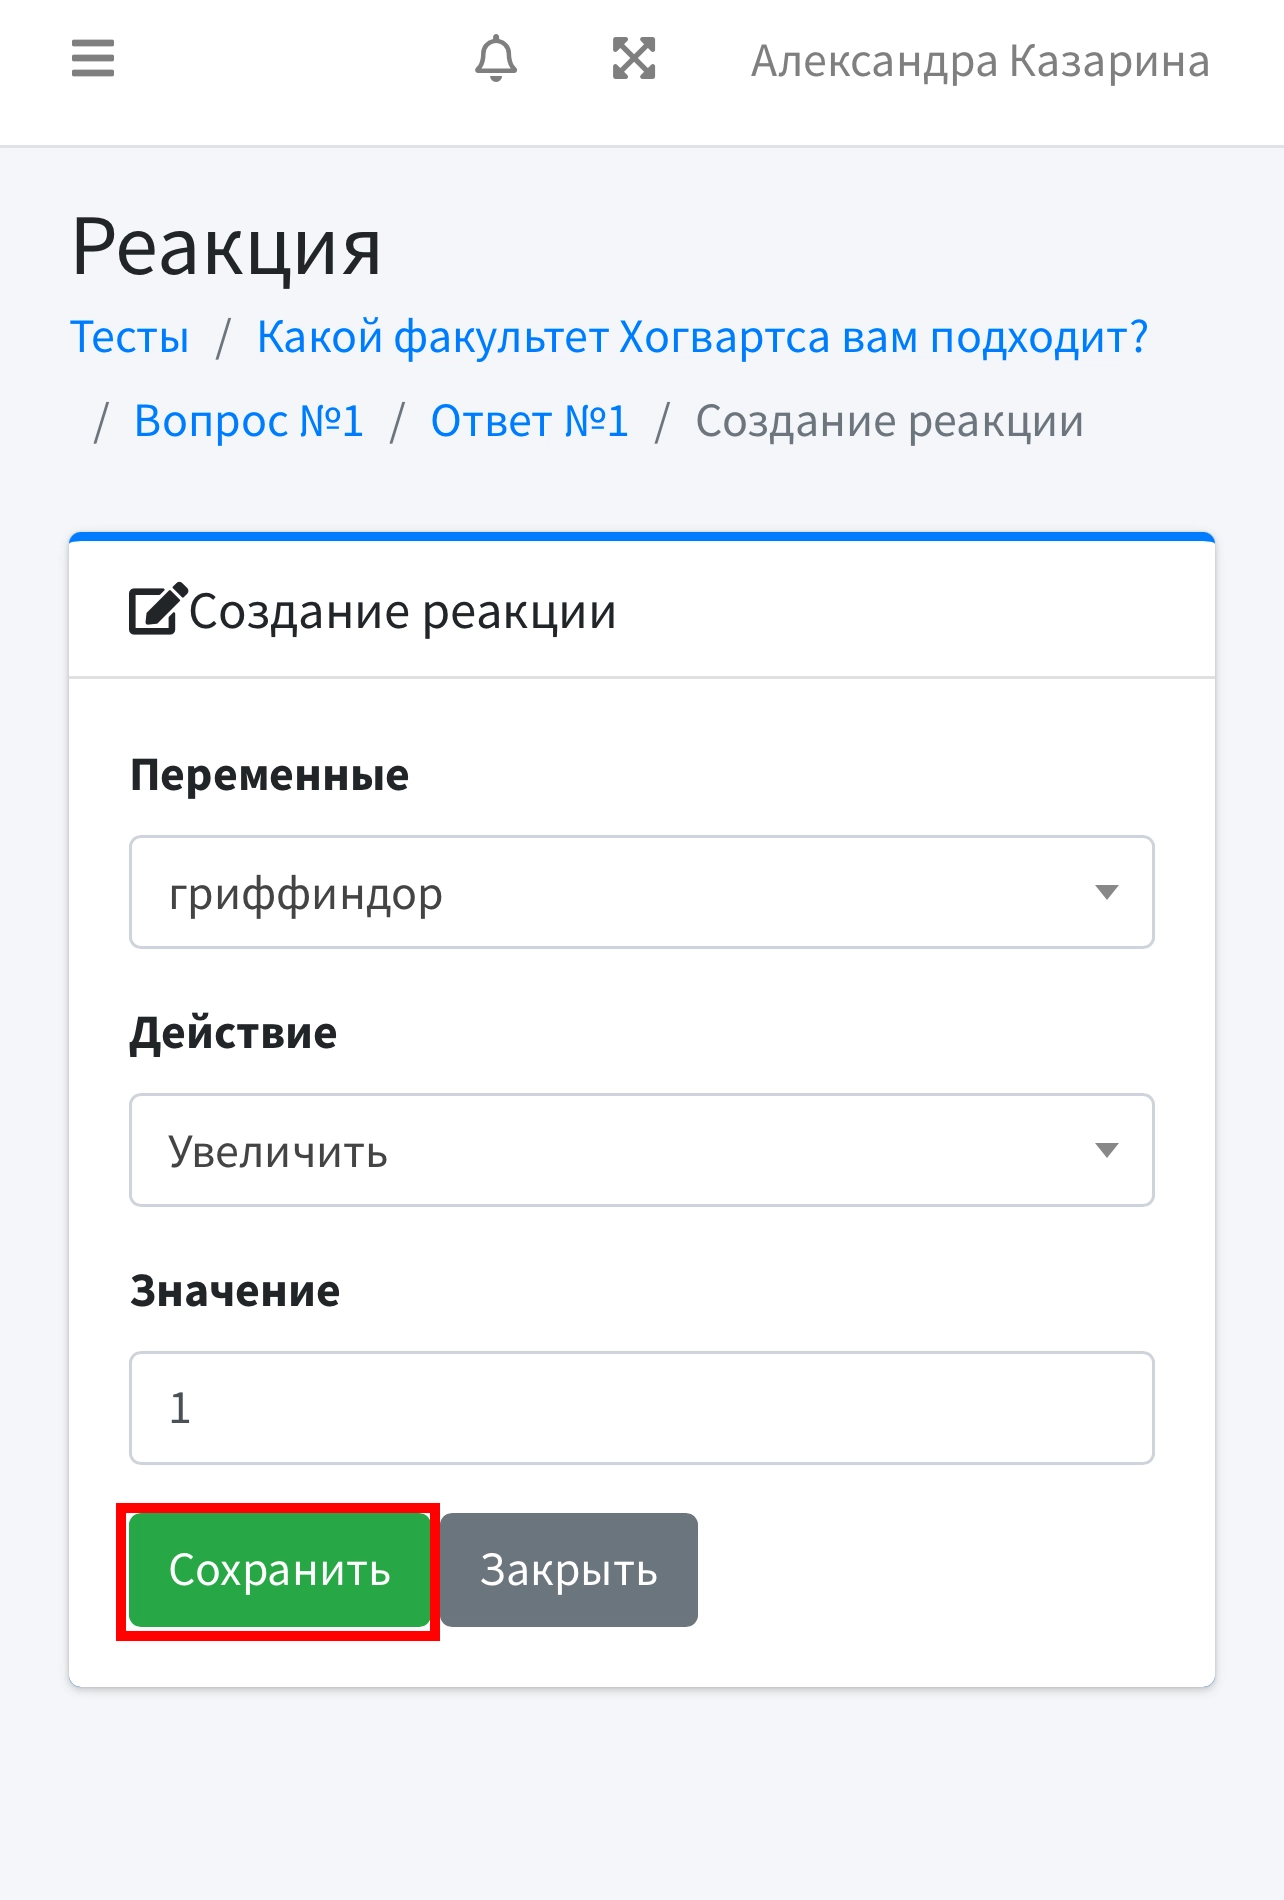 Александра Казарина
Реакция
Тесты / Какой факультет Хогвартса вам подходит?
/ Вопрос №1 / Ответ №1 / Создание реакции
Создание реакции
Переменные
гриффиндор
Действие
Увеличить
Значение
1
Сохранить Закрыть